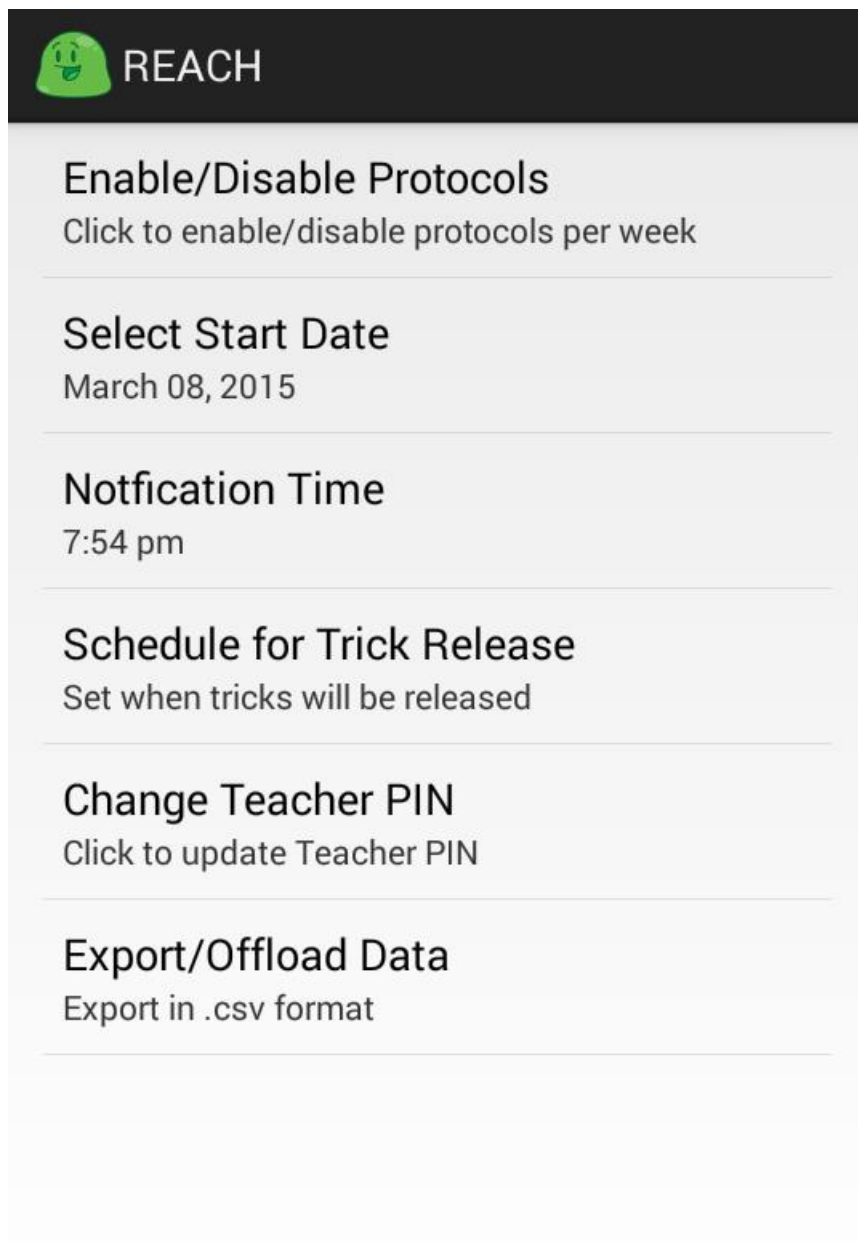 REACH
Enable/Disable Protocols
Click to enable/disable protocols per week
Select Start Date
March 08, 2015
Notfication Time
7:54 pm
Schedule for Trick Release
Set when tricks will be released
Change Teacher PIN
Click to update Teacher PIN
Export/Offload Data
Export in .csv format